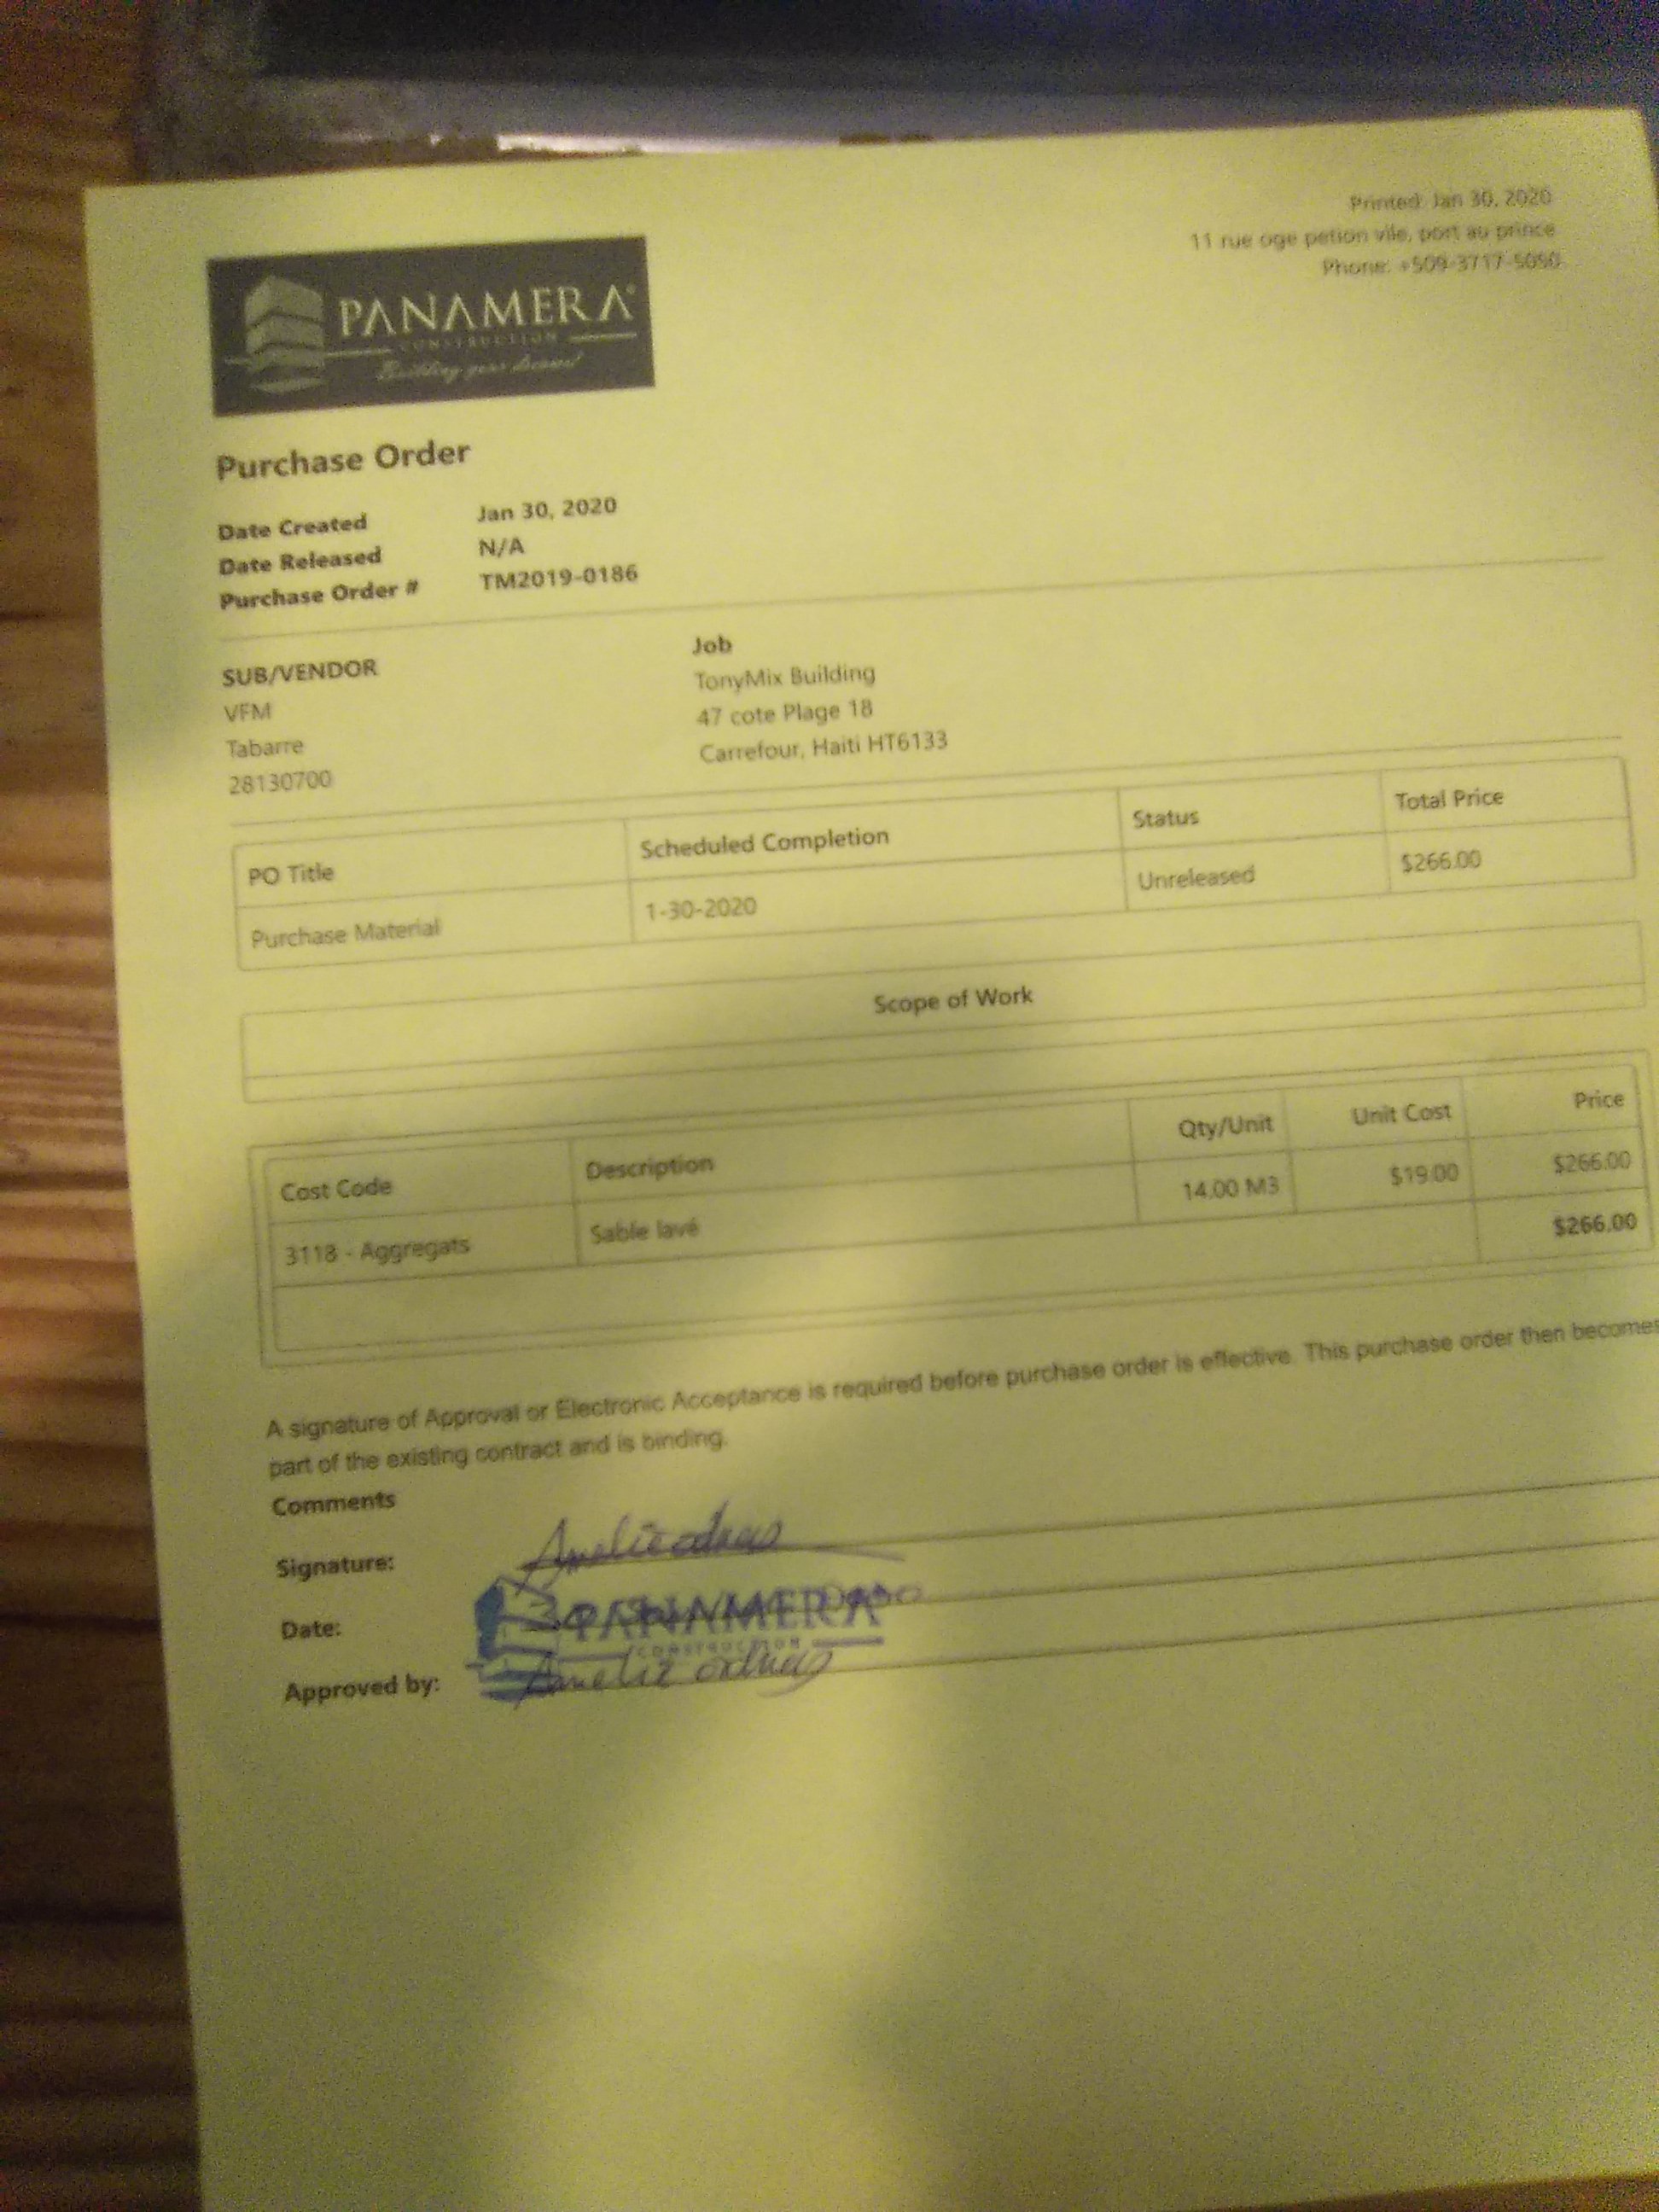 Printed: Jan 30, 2020
11 rue oge petion vile, port au prince
Phone: +509-3717-5050
PANAMERA
CONSTRUCTION
Building your dreams!
Purchase Order
Date Created Jan 30, 2020
Date Released N/A
Purchase Order # TM2019-0186
SUB/VENDOR
VFM
Tabarre
28130700
Job
TonyMix Building
47 cote Plage 18
Carrefour, Haiti HT6133
PO Title Scheduled Completion Status Total Price
Purchase Material 1-30-2020 Unreleased $266.00
Scope of Work
Cost Code Description Qty/Unit Unit Cost Price
3118 - Aggregats Sable lavé 14.00 M3 $19.00 $266.00
$266.00
A signature of Approval or Electronic Acceptance is required before purchase order is effective. This purchase order then becomes
part of the existing contract and is binding.
Comments
Signature:
Date:
PANAMERA
CONSTRUCTION
Approved by: Amelie